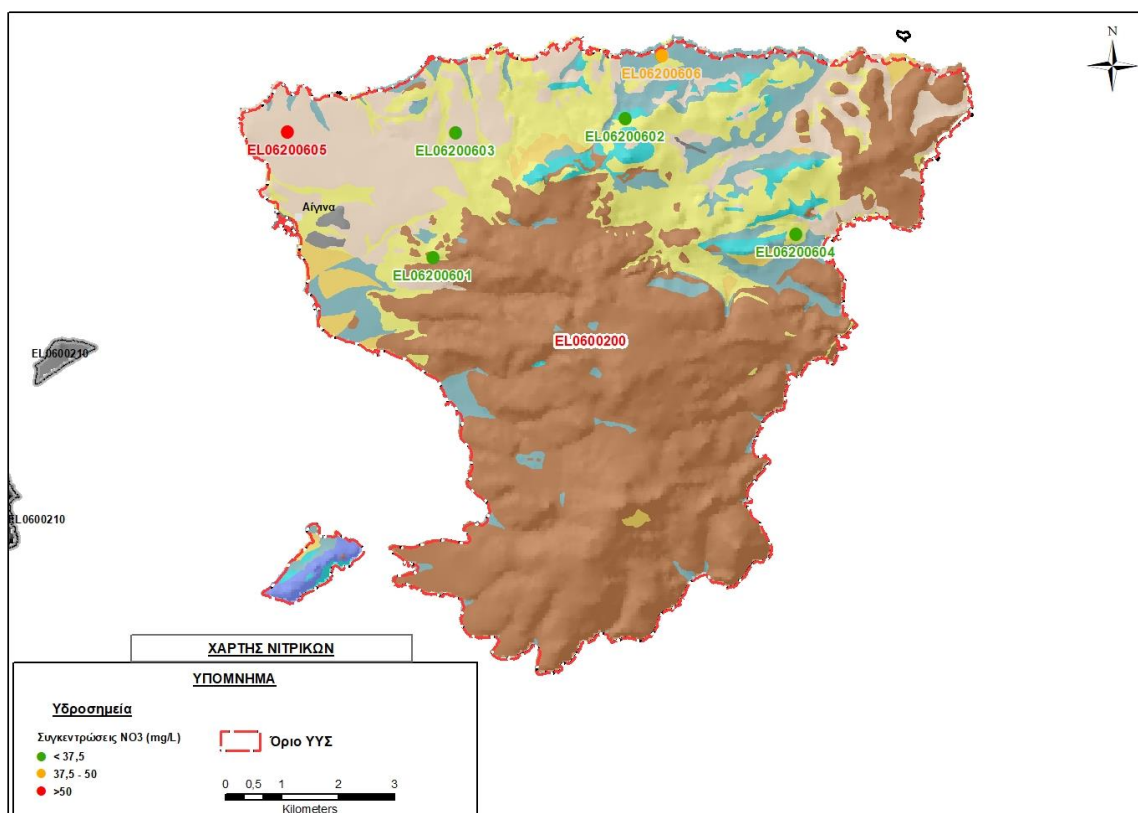 N
EL06200606
EL06200602
EL06200605
EL06200603
Αίγινα
EL06200604
EL06200601
EL0600200
EL0600210
EL0600210
ΧΑΡΤΗΣ ΝΙΤΡΙΚΩΝ
ΥΠΟΜΝΗΜΑ
Υδροσημεία
Συγκεντρώσεις NO3 (mg/L)
< 37,5
37,5 - 50
>50
Όριο ΥΥΣ
0 0,5 1 2 3
Kilometers